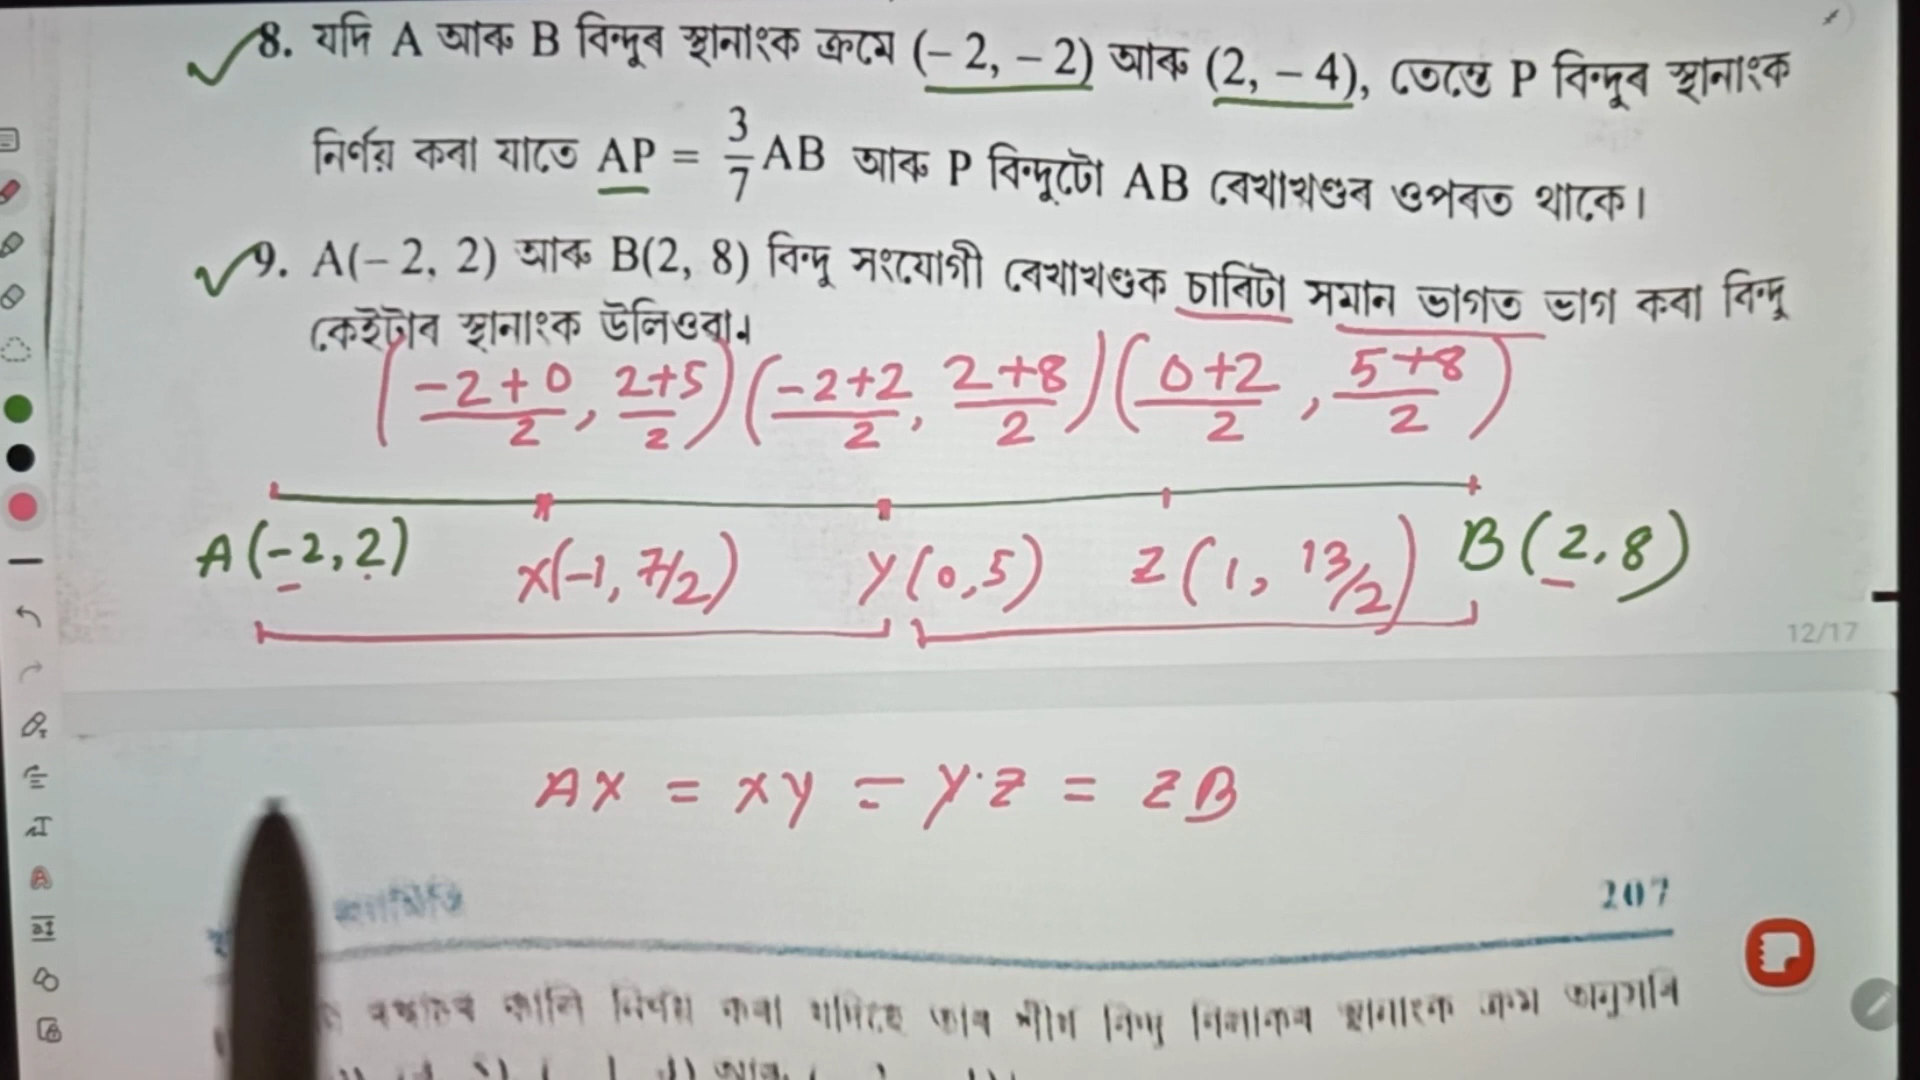 8. যদি A আৰু B বিন্দুৰ স্থানাংক ক্ৰমে (– 2, – 2) আৰু (2, – 4), তেন্তে P বিন্দুৰ স্থানাংক
নিৰ্ণয় কৰা যাতে AP = 3/7 AB আৰু P বিন্দুটো AB ৰেখাখণ্ডৰ ওপৰত থাকে।
9. A(– 2, 2) আৰু B(2, 8) বিন্দু সংযোগী ৰেখাখণ্ডক চাৰিটা সমান ভাগত ভাগ কৰা বিন্দু
কেইটাৰ স্থানাংক উলিওৱা।
(-2+0/2, 2+5/2) (-2+2/2, 2+8/2) (0+2/2, 5+8/2)
A(-2, 2) X(-1, 7/2) Y(0,5) Z(1, 13/2) B(2,8)
12/17
AX = XY = Y·Z = ZB
207